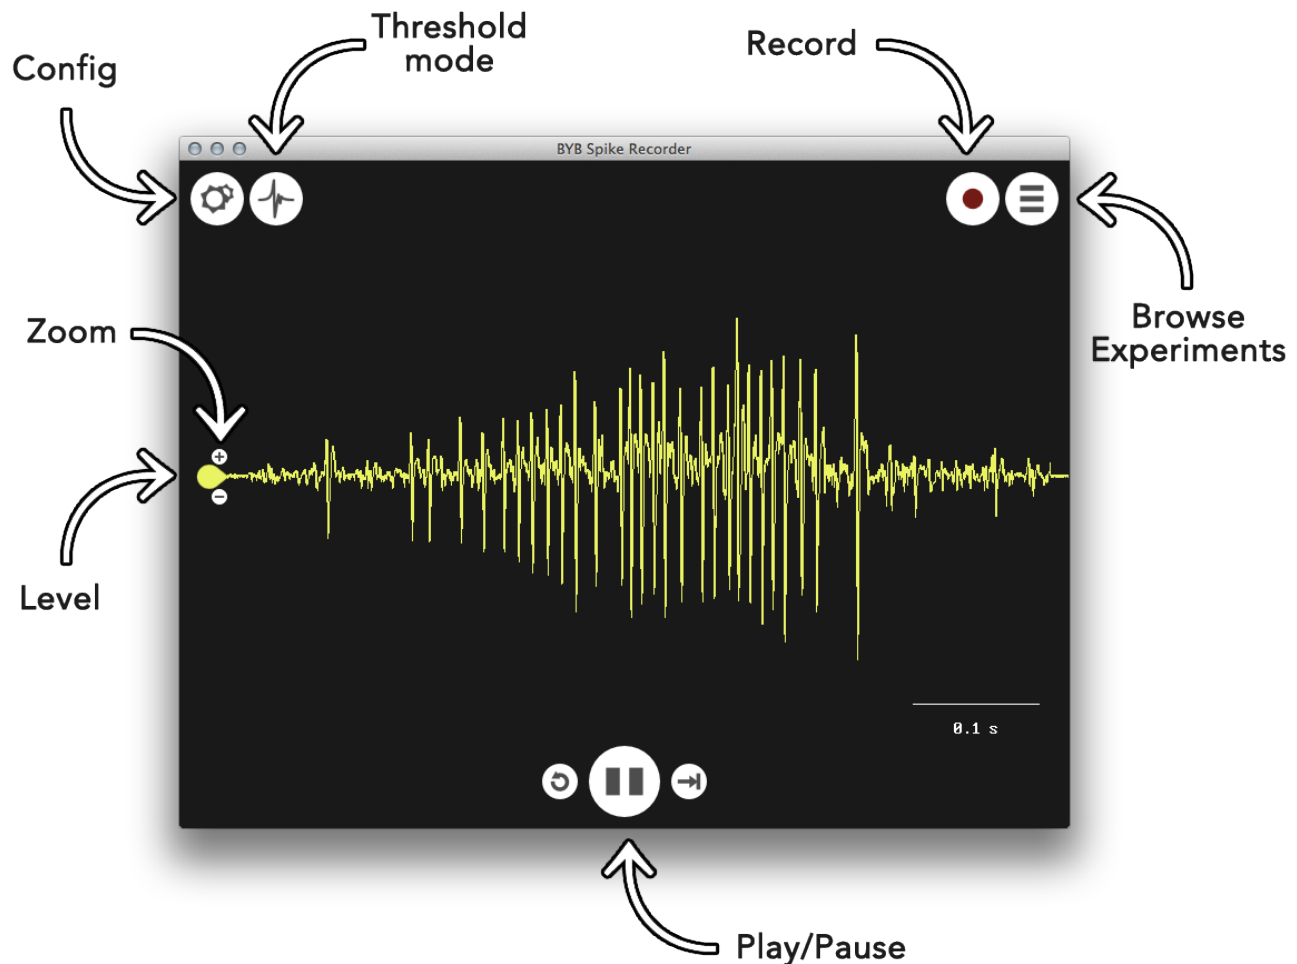 Threshold
mode
Record
Config
BYB Spike Recorder
Browse
Experiments
Zoom
Level
0.1 s
Play/Pause